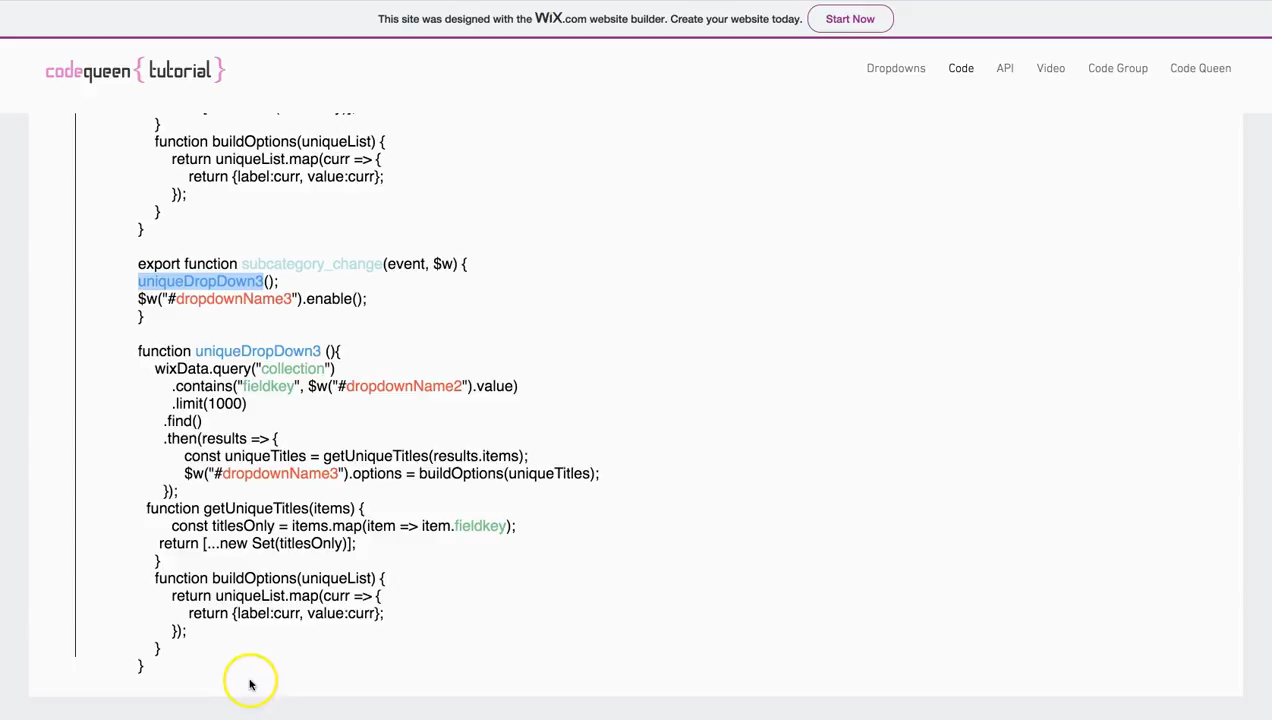 This site was designed with the WiX.com website builder. Create your website today. Start Now
codequeen{ tutorial } Dropdowns Code API Video Code Group Code Queen
}
function buildOptions(uniqueList) {
return uniqueList.map(curr => {
return {label:curr, value:curr};
});
}
}
export function subcategory_change(event, $w) {
uniqueDropDown3();
$w("#dropdownName3").enable();
}
function uniqueDropDown3 (){
wixData.query("collection")
.contains("fieldkey", $w("#dropdownName2").value)
.limit(1000)
.find()
.then(results => {
const uniqueTitles = getUniqueTitles(results.items);
$w("#dropdownName3").options = buildOptions(uniqueTitles);
});
function getUniqueTitles(items) {
const titlesOnly = items.map(item => item.fieldkey);
return [...new Set(titlesOnly)];
}
function buildOptions(uniqueList) {
return uniqueList.map(curr => {
return {label:curr, value:curr};
});
}
}